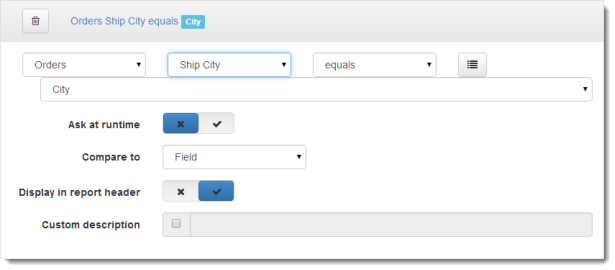 Orders Ship City equals City
Orders Ship City equals
City
Ask at runtime
Compare to Field
Display in report header
Custom description